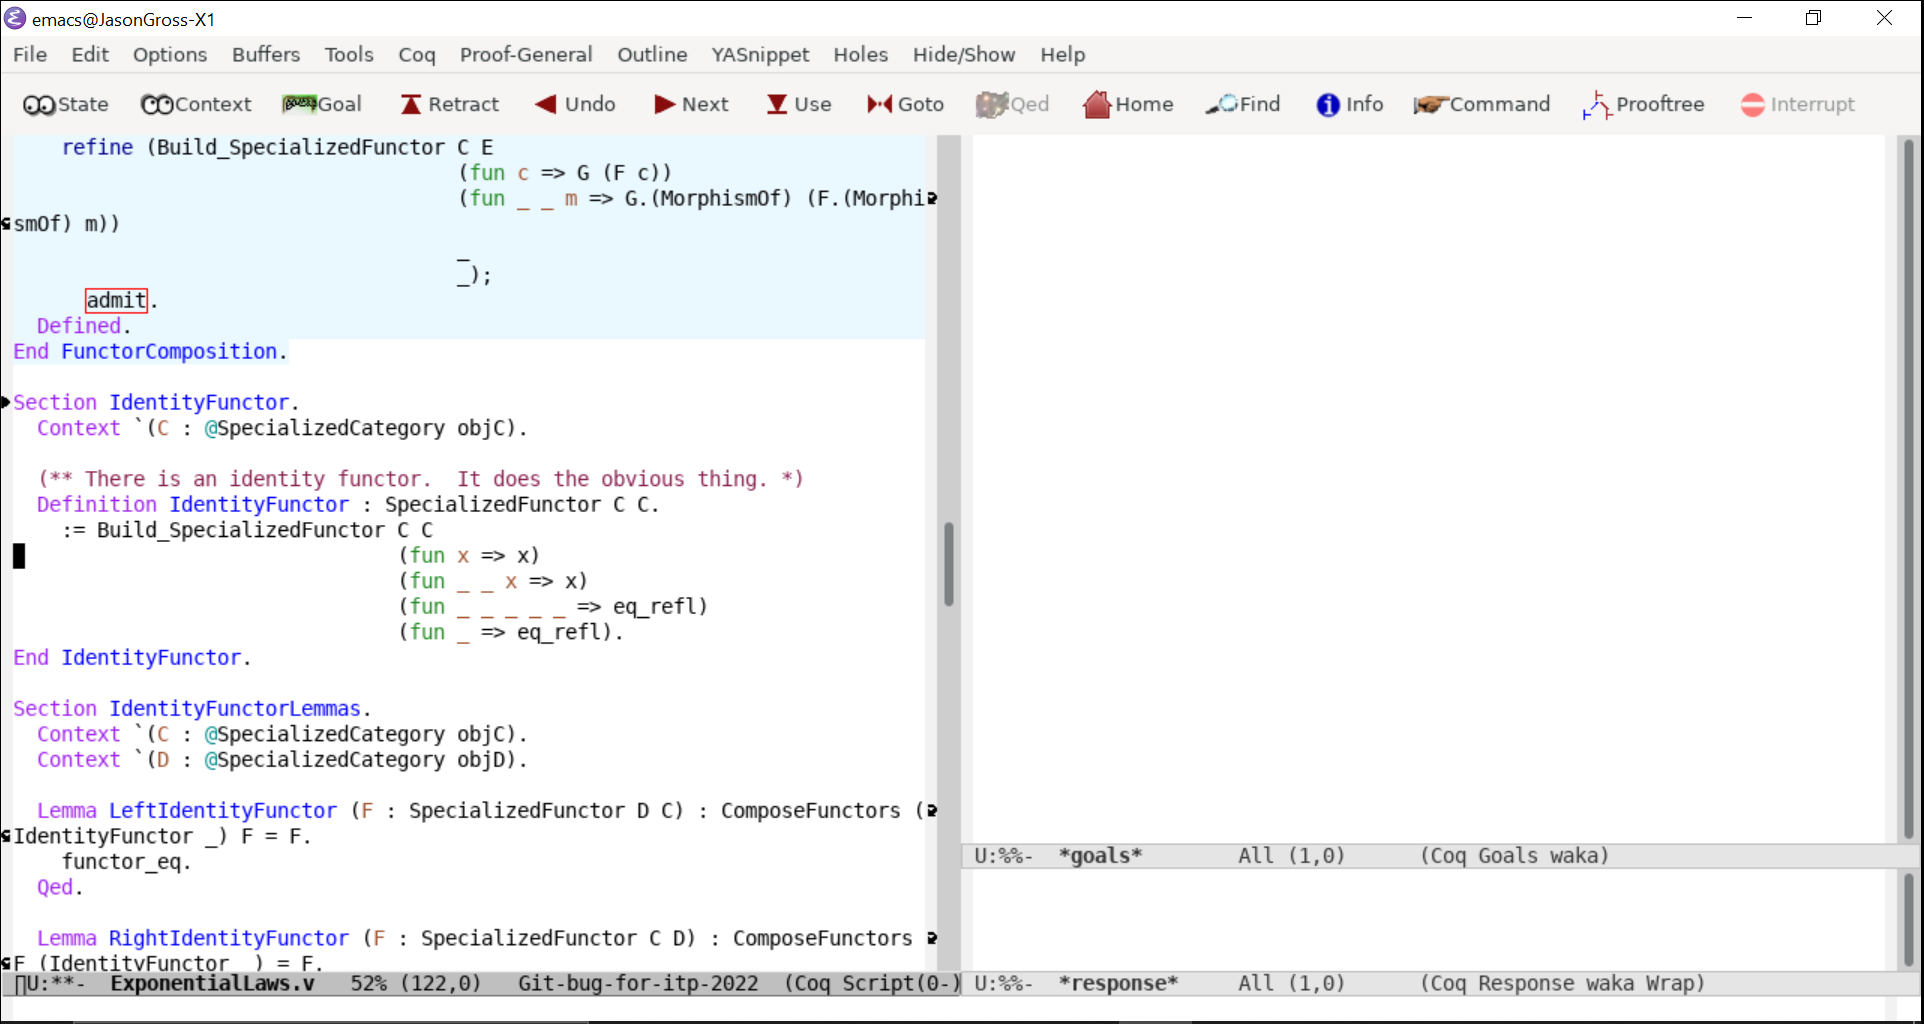 emacs@JasonGross-X1
File Edit Options Buffers Tools Coq Proof-General Outline YASnippet Holes Hide/Show Help
State Context Goal Retract Undo Next Use Goto Qed Home Find Info Command Prooftree Interrupt
refine (Build_SpecializedFunctor C E
(fun c => G (F c))
(fun _ _ m => G.(MorphismOf) (F.(Morphi
smOf) m))
_
_);
admit.
Defined.
End FunctorComposition.
Section IdentityFunctor.
Context `(C : @SpecializedCategory objC).
(** There is an identity functor.  It does the obvious thing. *)
Definition IdentityFunctor : SpecializedFunctor C C.
:= Build_SpecializedFunctor C C
(fun x => x)
(fun _ _ x => x)
(fun _ _ _ _ _ => eq_refl)
(fun _ => eq_refl).
End IdentityFunctor.
Section IdentityFunctorLemmas.
Context `(C : @SpecializedCategory objC).
Context `(D : @SpecializedCategory objD).
Lemma LeftIdentityFunctor (F : SpecializedFunctor D C) : ComposeFunctors (
IdentityFunctor _) F = F.
functor_eq.
Qed.
Lemma RightIdentityFunctor (F : SpecializedFunctor C D) : ComposeFunctors
F (IdentityFunctor _) = F.
U:**-  ExponentialLaws.v   52% (122,0)   Git-bug-for-itp-2022  (Coq Script(0-)
U:%%-  *goals*        All (1,0)      (Coq Goals waka)
U:%%-  *response*     All (1,0)      (Coq Response waka Wrap)